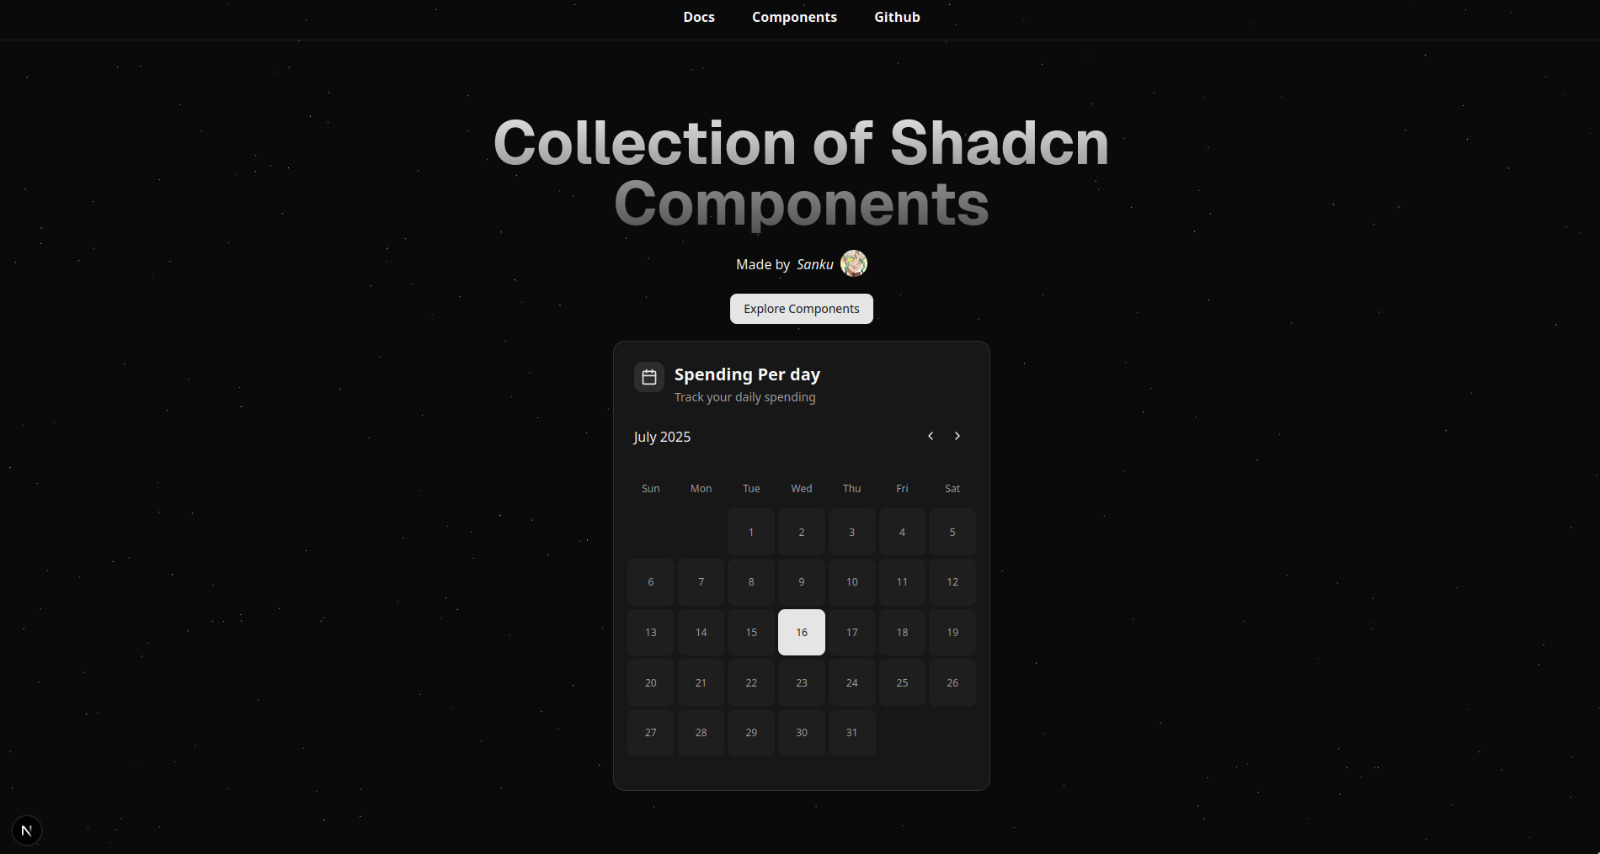 Docs Components Github
Collection of Shadcn
Components
Made by Sanku
Explore Components
Spending Per day
Track your daily spending
July 2025
Sun Mon Tue Wed Thu Fri Sat
1 2 3 4 5
6 7 8 9 10 11 12
13 14 15 16 17 18 19
20 21 22 23 24 25 26
27 28 29 30 31
N